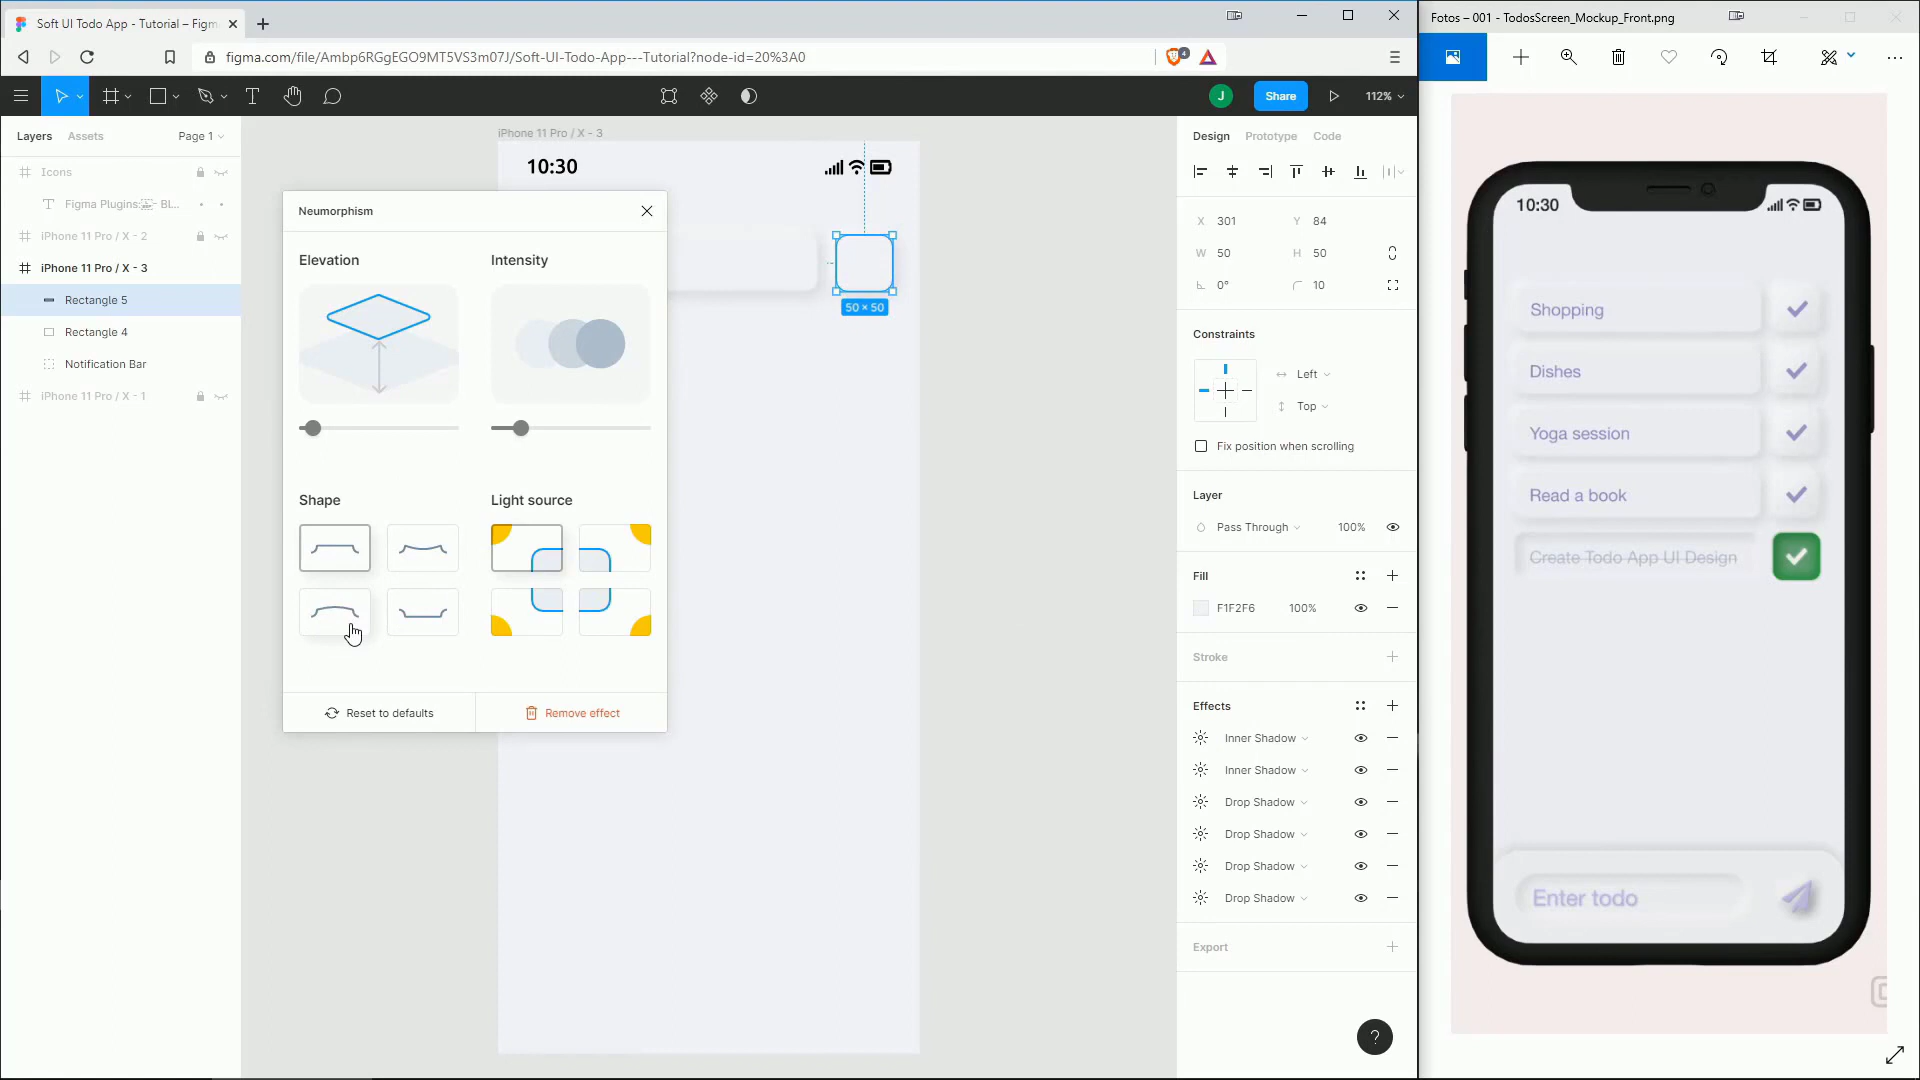 Soft UI Todo App - Tutorial – Figm
Fotos – 001 - TodosScreen_Mockup_Front.png
figma.com/file/Ambp6RGgEGO9MT5VS3m07J/Soft-UI-Todo-App---Tutorial?node-id=20%3A0
4
J
Share
112%
Layers
Assets
Page 1
Icons
Figma Plugins:
BL...
iPhone 11 Pro / X - 2
iPhone 11 Pro / X - 3
Rectangle 5
Rectangle 4
Notification Bar
iPhone 11 Pro / X - 1
iPhone 11 Pro / X - 3
10:30
50 × 50
Neumorphism
Elevation
Intensity
Shape
Light source
Reset to defaults
Remove effect
Design
Prototype
Code
X 301
Y 84
W 50
H 50
0°
10
Constraints
Left
Top
Fix position when scrolling
Layer
Pass Through
100%
Fill
F1F2F6
100%
Stroke
Effects
Inner Shadow
Inner Shadow
Drop Shadow
Drop Shadow
Drop Shadow
Drop Shadow
Export
?
10:30
Shopping
Dishes
Yoga session
Read a book
Create Todo App UI Design
Enter todo